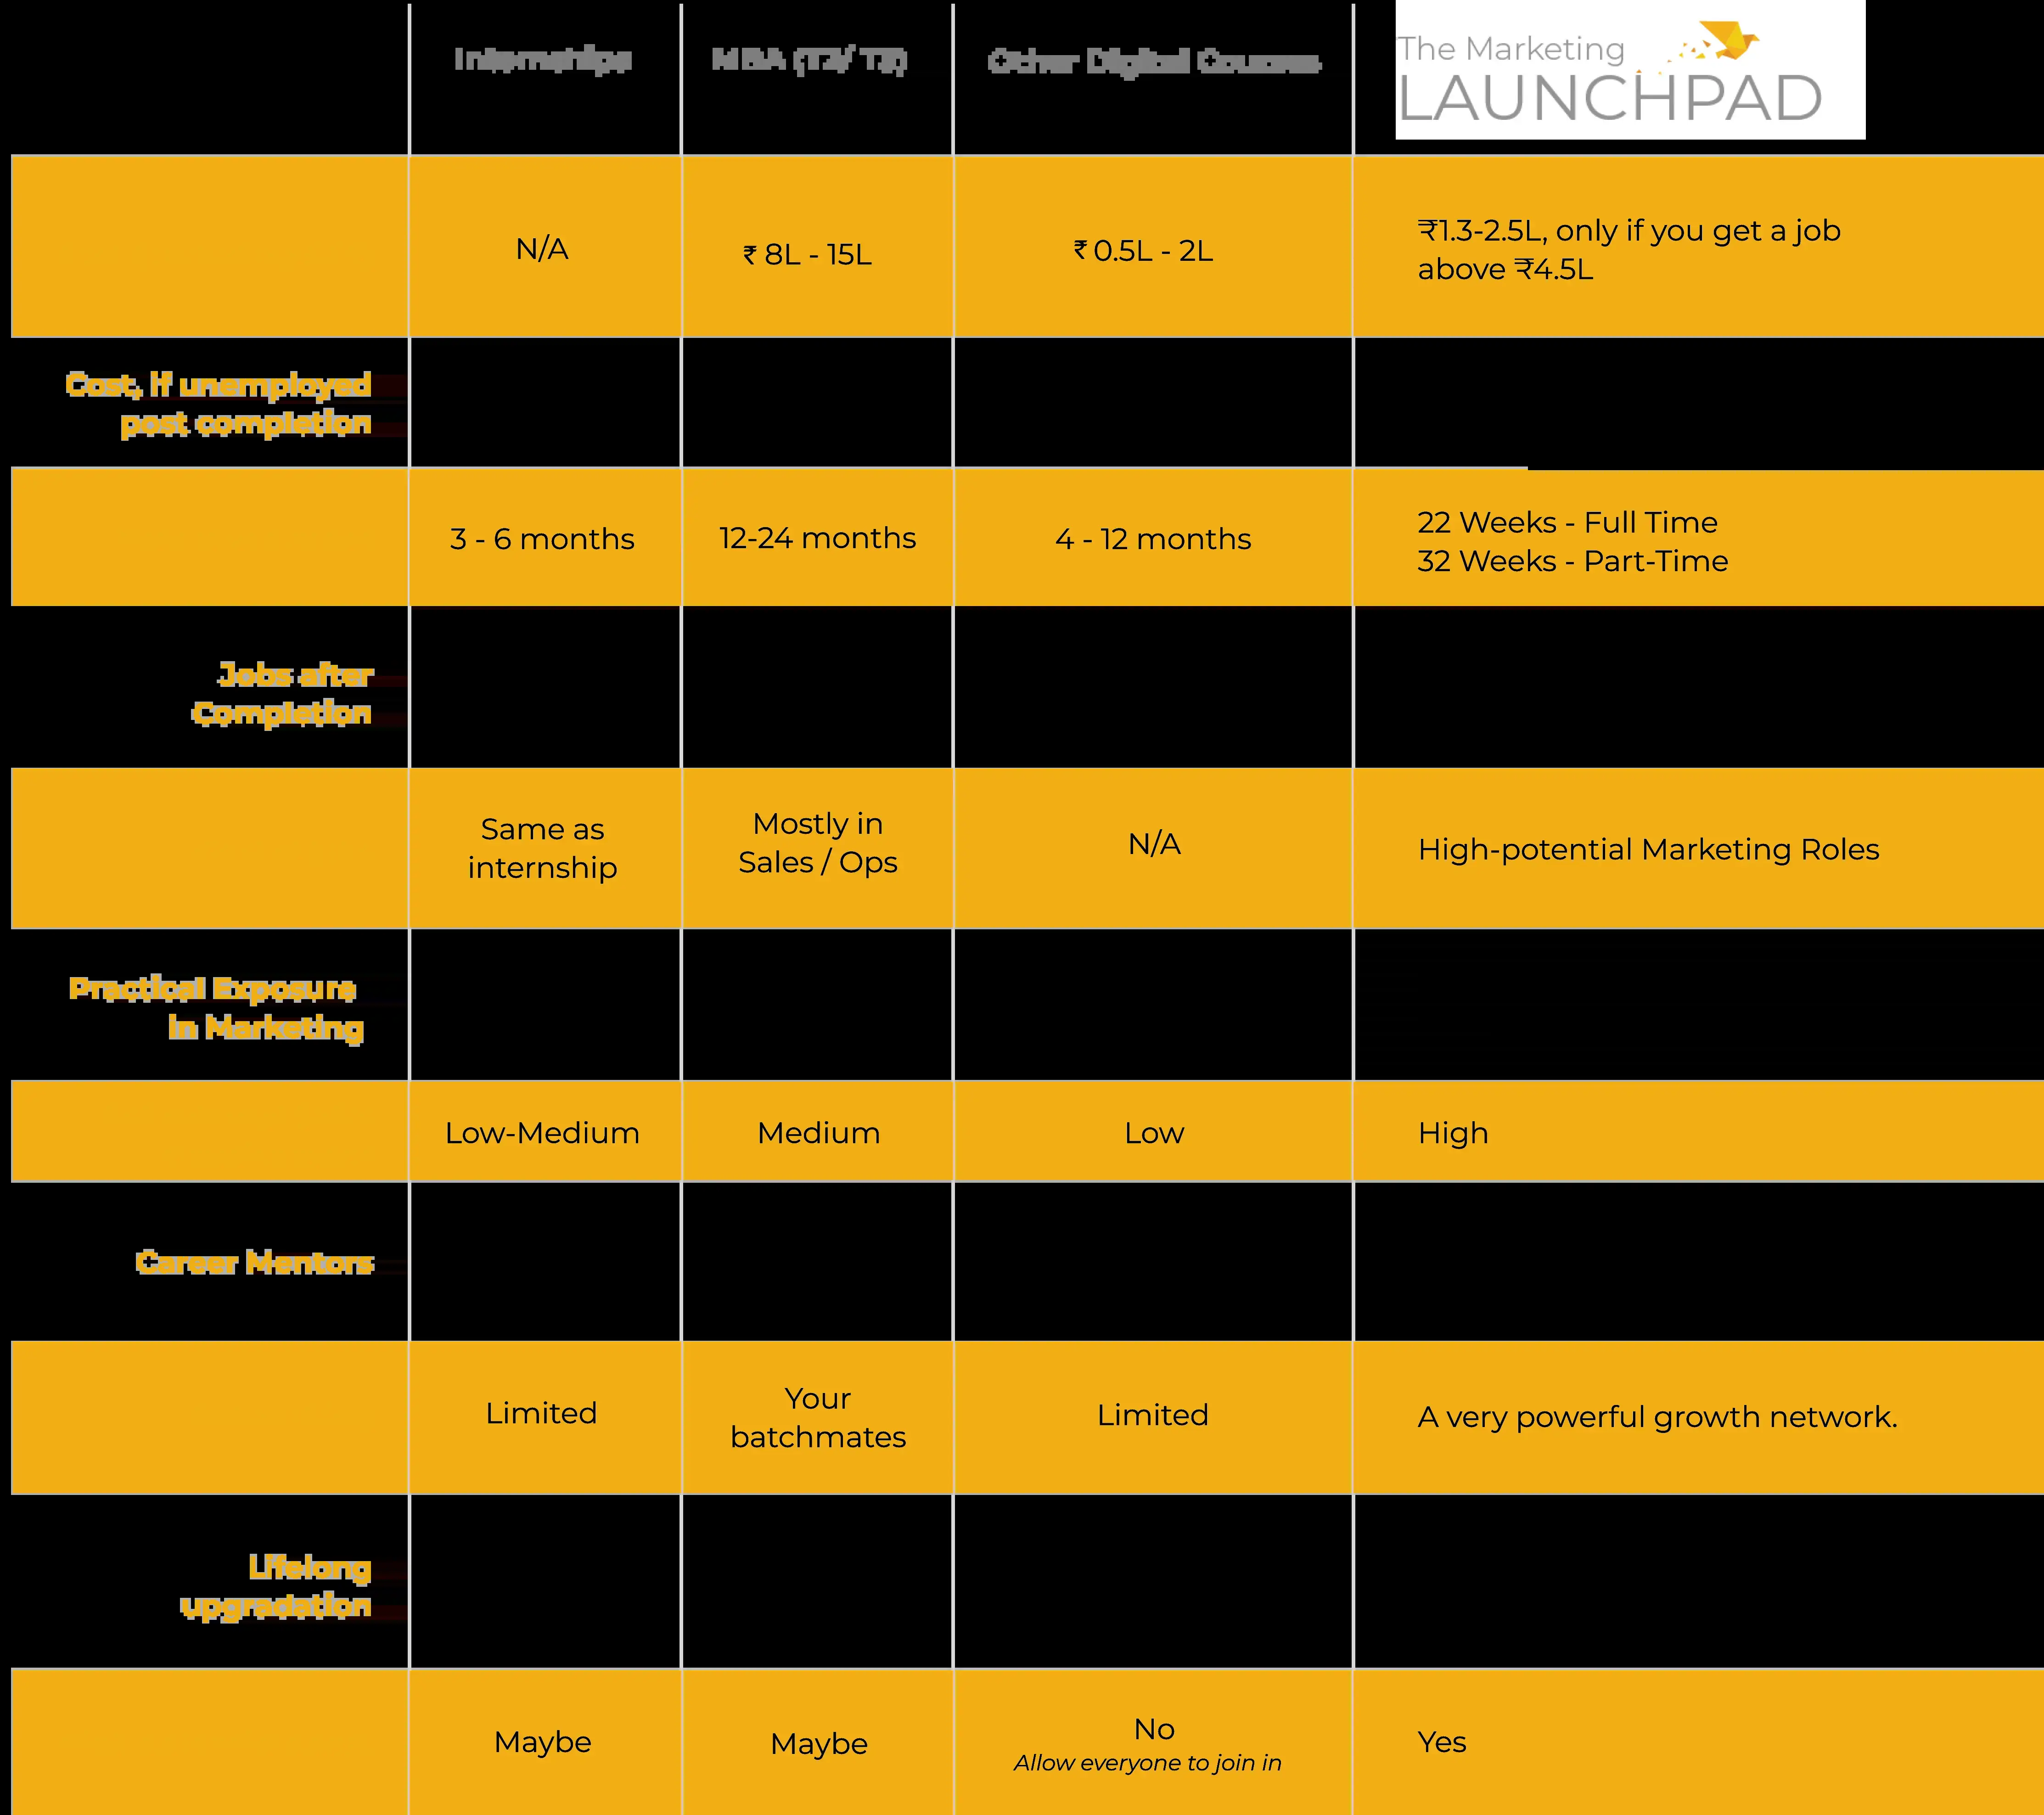 Internships
MBA (T2/ T3)
Other Digital Courses
The Marketing
LAUNCHPAD
N/A
₹ 8L - 15L
₹ 0.5L - 2L
₹1.3-2.5L, only if you get a job
above ₹4.5L
Cost, if unemployed
post completion
3 - 6 months
12-24 months
4 - 12 months
22 Weeks - Full Time
32 Weeks - Part-Time
Jobs after
Completion
Same as
internship
Mostly in
Sales / Ops
N/A
High-potential Marketing Roles
Practical Exposure
in Marketing
Low-Medium
Medium
Low
High
Career Mentors
Limited
Your
batchmates
Limited
A very powerful growth network.
Lifelong
upgradation
Maybe
Maybe
No
Allow everyone to join in
Yes